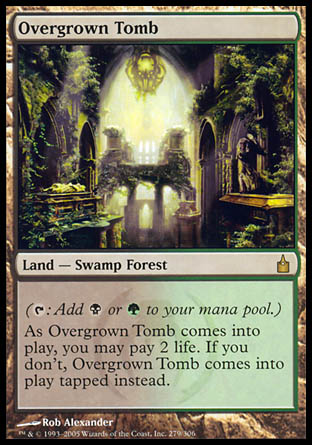 Overgrown Tomb
Land — Swamp Forest
(: Add  or  to your mana pool.)
As Overgrown Tomb comes into
play, you may pay 2 life. If you
don't, Overgrown Tomb comes into
play tapped instead.
Rob Alexander
™ & © 1993–2005 Wizards of the Coast, Inc. 279/306